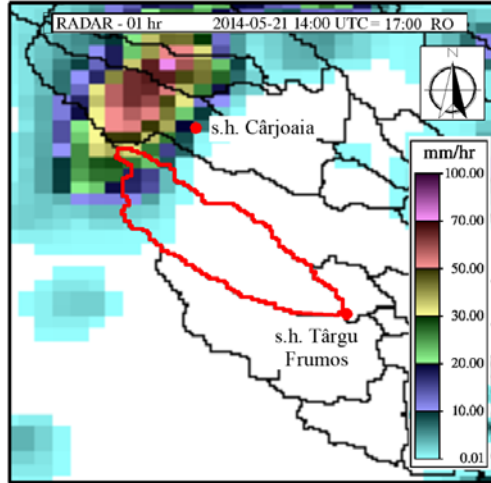 RADAR - 01 hr 2014-05-21 14:00 UTC = 17:00 RO
N
s.h. Cârjoaia
mm/hr
100.00
70.00
50.00
30.00
20.00
10.00
0.01
s.h. Târgu
Frumos